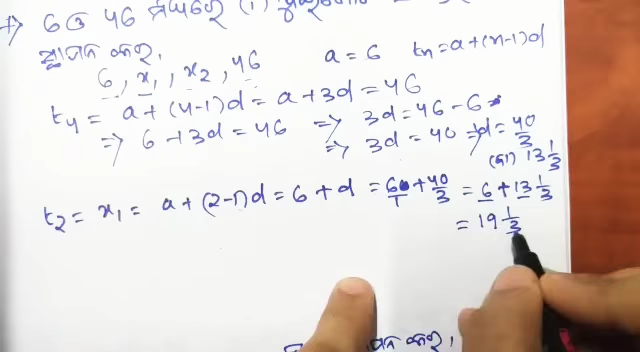 6 ଓ 46 ମଧ୍ୟରେ (i)
ସ୍ଥାପନ କର,
a = 6 tn = a+(n-1)d
6, x₁, x₂, 46
t₄ = a+(4-1)d = a+3d = 46
⇒ 6+3d = 46 ⇒ 3d = 46-6
⇒ 3d = 40 ⇒ d = 40/3
(ବା) 13 1/3
t₂ = x₁ = a+(2-1)d = 6+d = 6/1 + 40/3 = 6+13 1/3
= 19 1/3
କର,